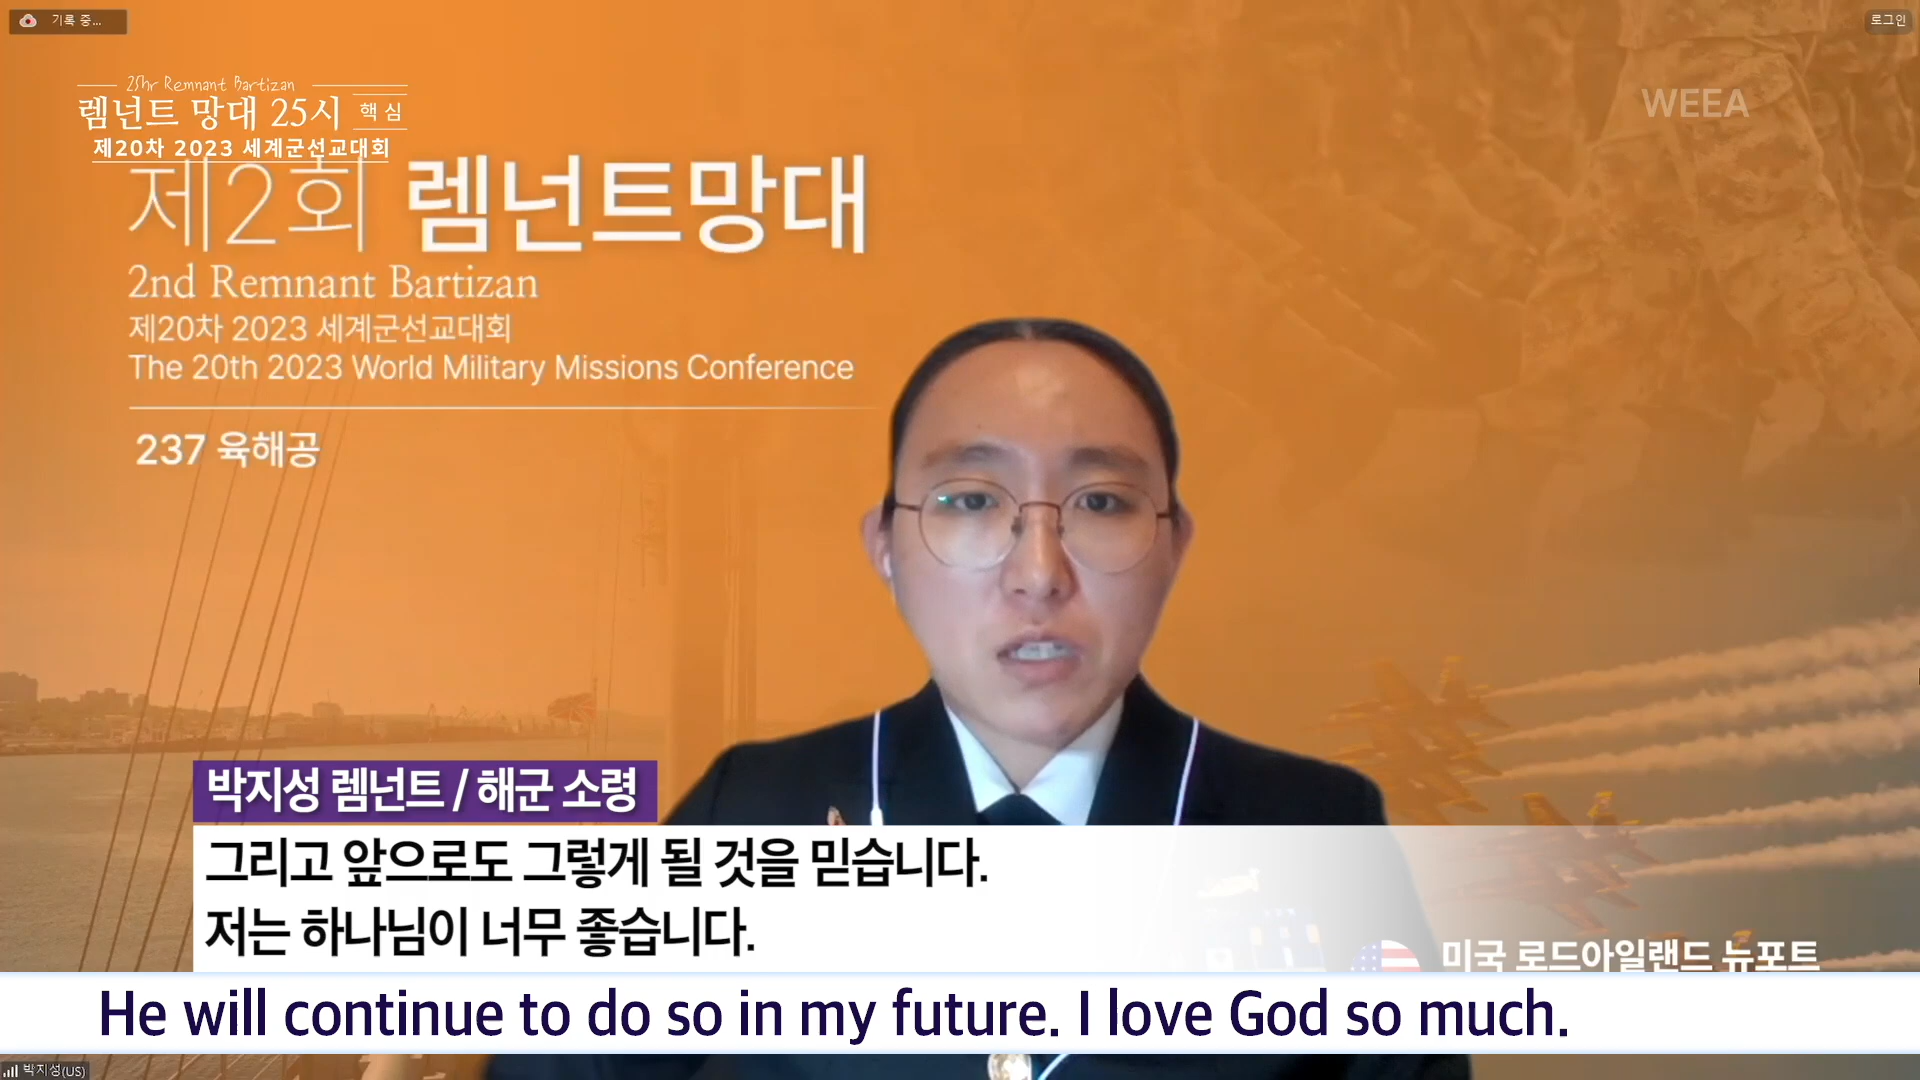 기록 중...
로그인
25hr Remnant Bartizan
렘넌트 망대 25시 핵심
제20차 2023 세계군선교대회
WEEA
제2회 렘넌트망대
2nd Remnant Bartizan
제20차 2023 세계군선교대회
The 20th 2023 World Military Missions Conference
237 육해공
박지성 렘넌트 / 해군 소령
그리고 앞으로도 그렇게 될 것을 믿습니다.
저는 하나님이 너무 좋습니다.
미국 로드아일랜드 뉴포트
He will continue to do so in my future. I love God so much.
박지성(US)